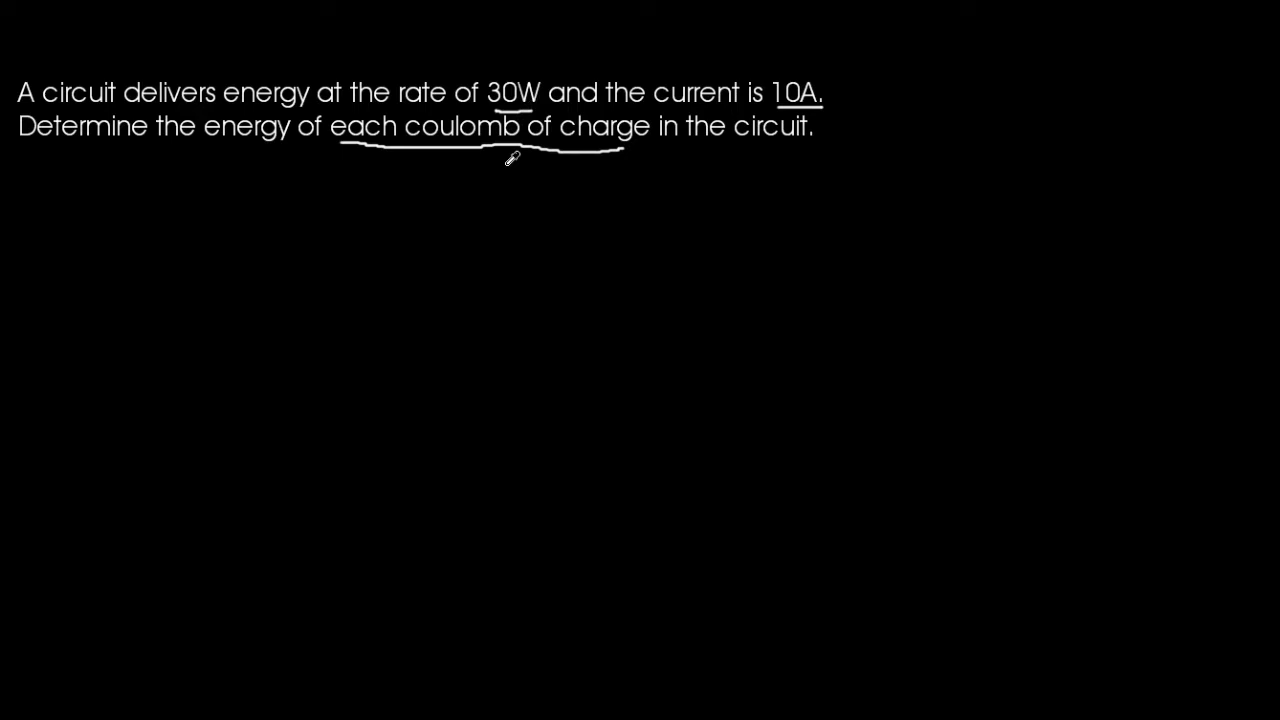 A circuit delivers energy at the rate of 30W and the current is 10A.
Determine the energy of each coulomb of charge in the circuit.